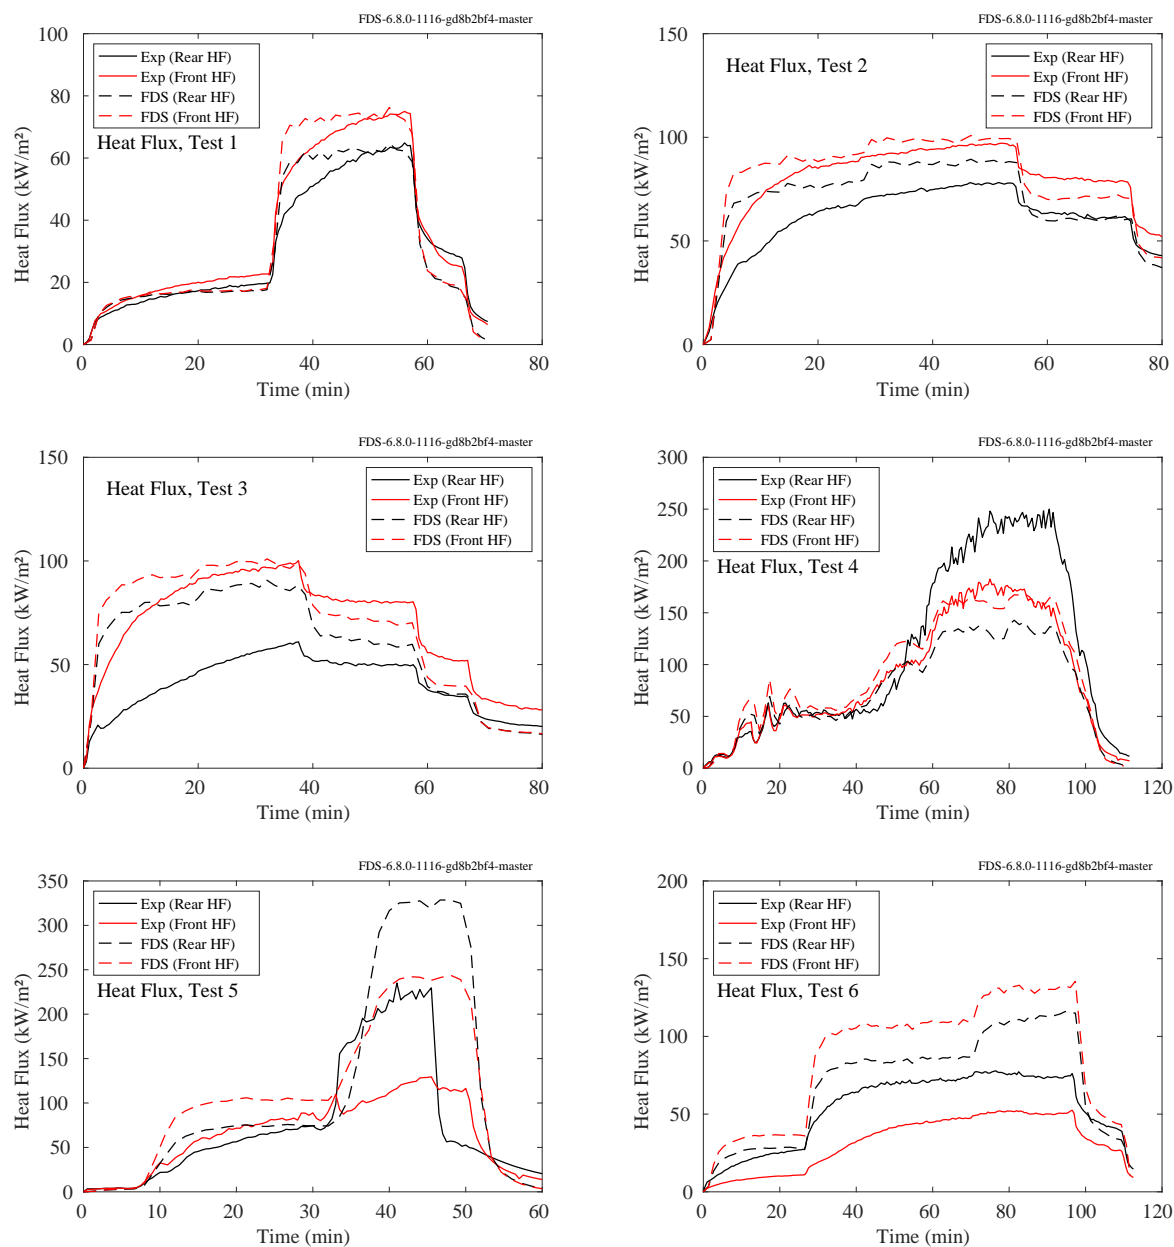 FDS-6.8.0-1116-gd8b2bf4-master
Heat Flux (kW/m²)
100
80
60
40
20
0
Exp (Rear HF)
Exp (Front HF)
FDS (Rear HF)
FDS (Front HF)
Heat Flux, Test 1
0 20 40 60 80
Time (min)
FDS-6.8.0-1116-gd8b2bf4-master
Heat Flux (kW/m²)
150
100
50
0
Heat Flux, Test 2
Exp (Rear HF)
Exp (Front HF)
FDS (Rear HF)
FDS (Front HF)
0 20 40 60 80
Time (min)
FDS-6.8.0-1116-gd8b2bf4-master
Heat Flux (kW/m²)
150
100
50
0
Heat Flux, Test 3
Exp (Rear HF)
Exp (Front HF)
FDS (Rear HF)
FDS (Front HF)
0 20 40 60 80
Time (min)
FDS-6.8.0-1116-gd8b2bf4-master
Heat Flux (kW/m²)
300
250
200
150
100
50
0
Exp (Rear HF)
Exp (Front HF)
FDS (Rear HF)
FDS (Front HF)
Heat Flux, Test 4
0 20 40 60 80 100 120
Time (min)
FDS-6.8.0-1116-gd8b2bf4-master
Heat Flux (kW/m²)
350
300
250
200
150
100
50
0
Exp (Rear HF)
Exp (Front HF)
FDS (Rear HF)
FDS (Front HF)
Heat Flux, Test 5
0 10 20 30 40 50 60
Time (min)
FDS-6.8.0-1116-gd8b2bf4-master
Heat Flux (kW/m²)
200
150
100
50
0
Exp (Rear HF)
Exp (Front HF)
FDS (Rear HF)
FDS (Front HF)
Heat Flux, Test 6
0 20 40 60 80 100 120
Time (min)